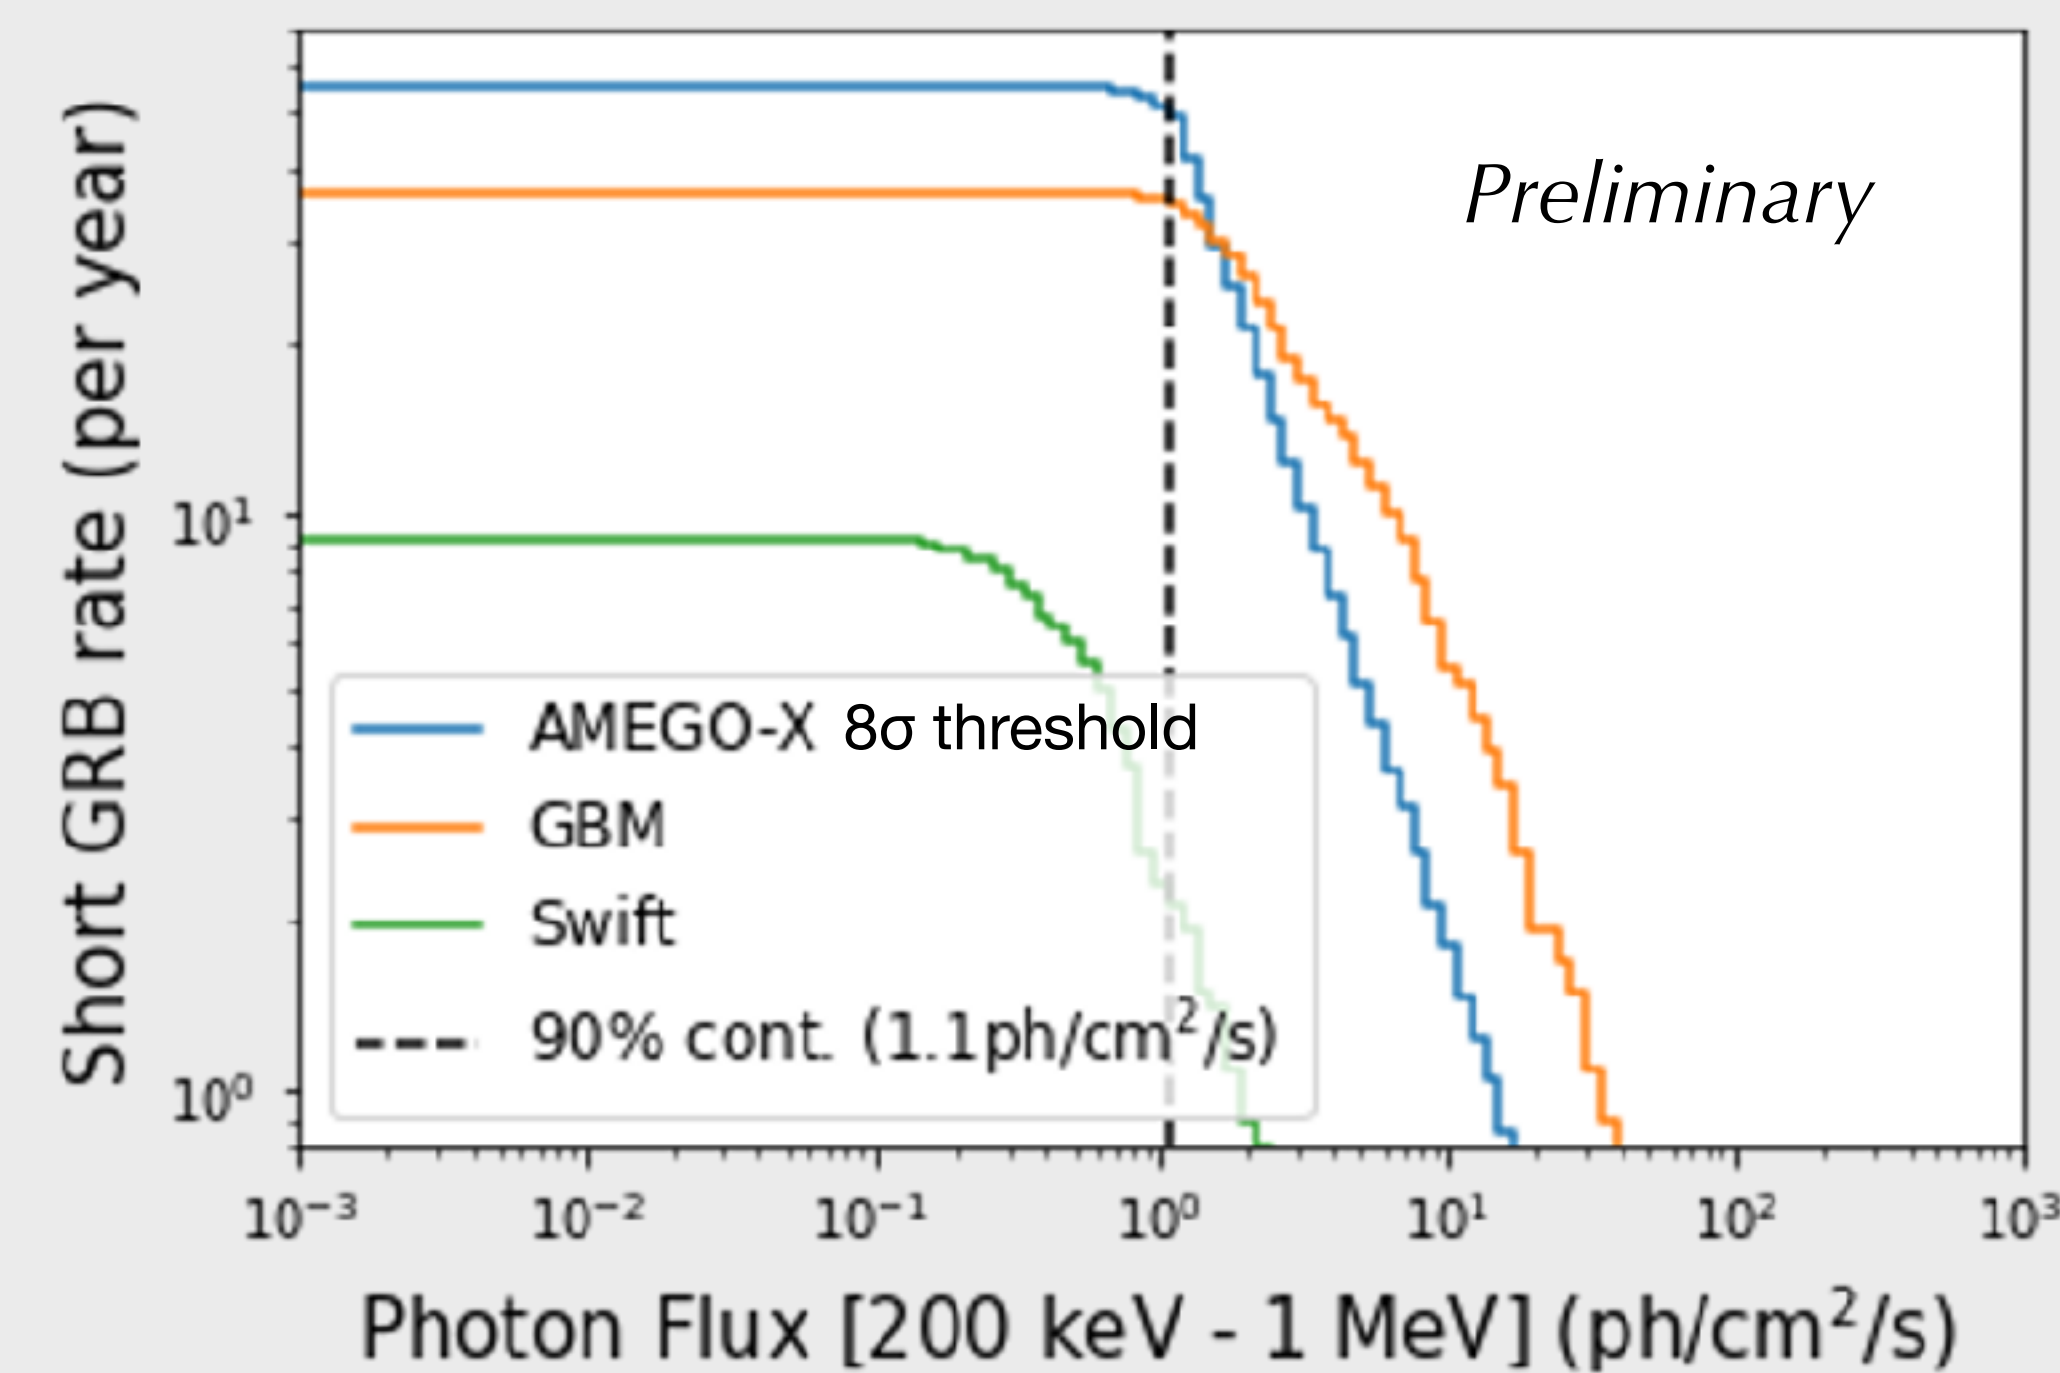 Short GRB rate (per year)
10¹
10⁰
Preliminary
AMEGO-X 8σ threshold
GBM
Swift
90% cont. (1.1ph/cm²/s)
10⁻³ 10⁻² 10⁻¹ 10⁰ 10¹ 10² 10³
Photon Flux [200 keV - 1 MeV] (ph/cm²/s)